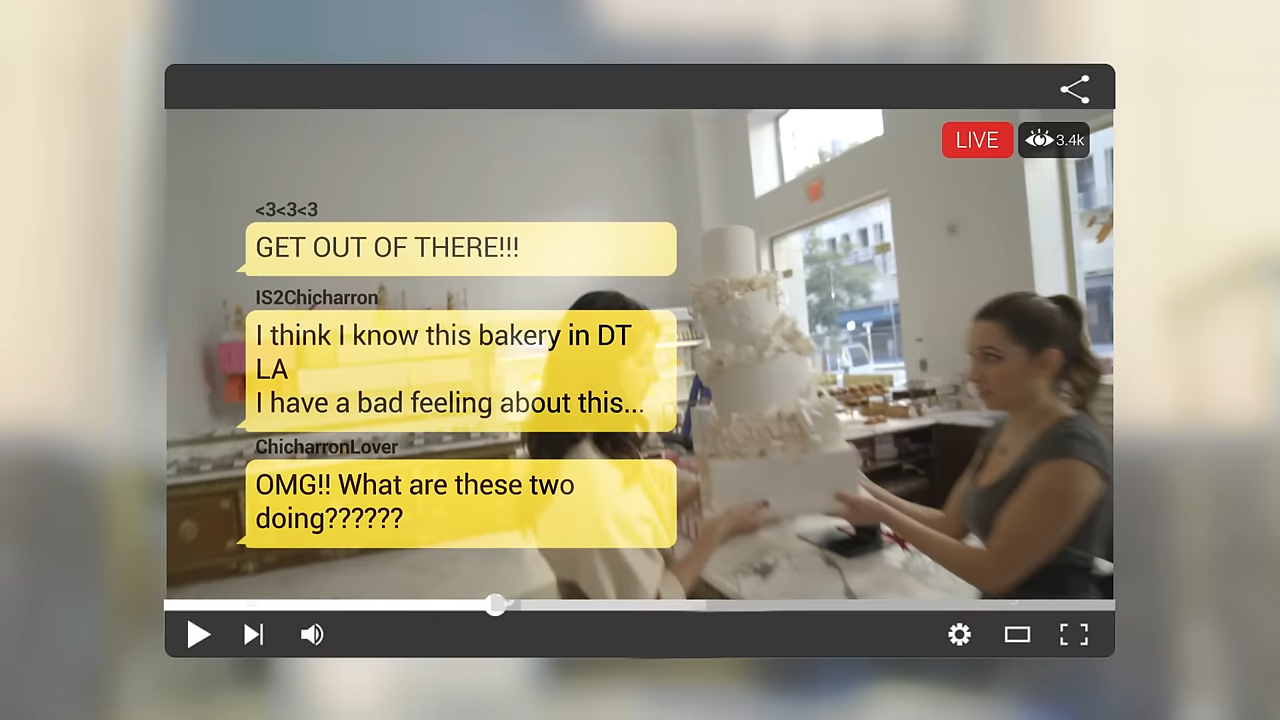 LIVE
3.4k
<3<3<3
GET OUT OF THERE!!!
IS2Chicharron
I think I know this bakery in DT
LA
I have a bad feeling about this...
ChicharronLover
OMG!! What are these two
doing??????